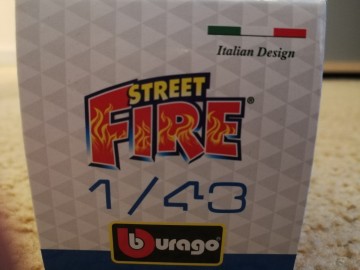 Italian Design
STREET
FIRE®
1/43
burago®